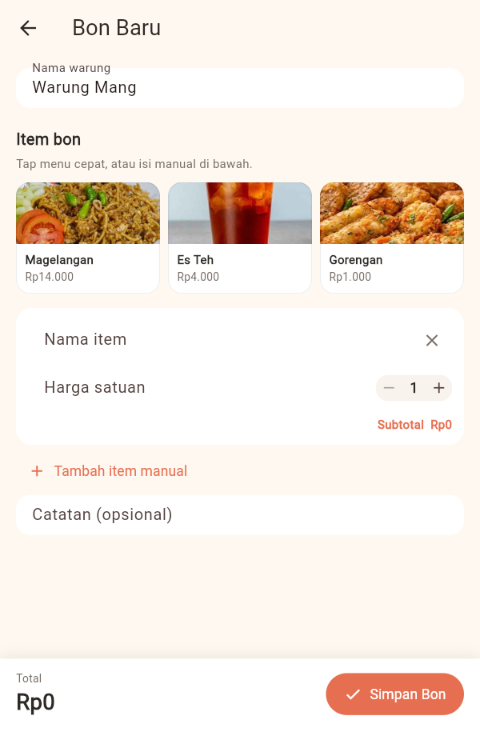 Bon Baru
Nama warung
Warung Mang
Item bon
Tap menu cepat, atau isi manual di bawah.
Magelangan
Rp14.000
Es Teh
Rp4.000
Gorengan
Rp1.000
Nama item
Harga satuan
1
Subtotal Rp0
Tambah item manual
Catatan (opsional)
Total
Rp0
Simpan Bon